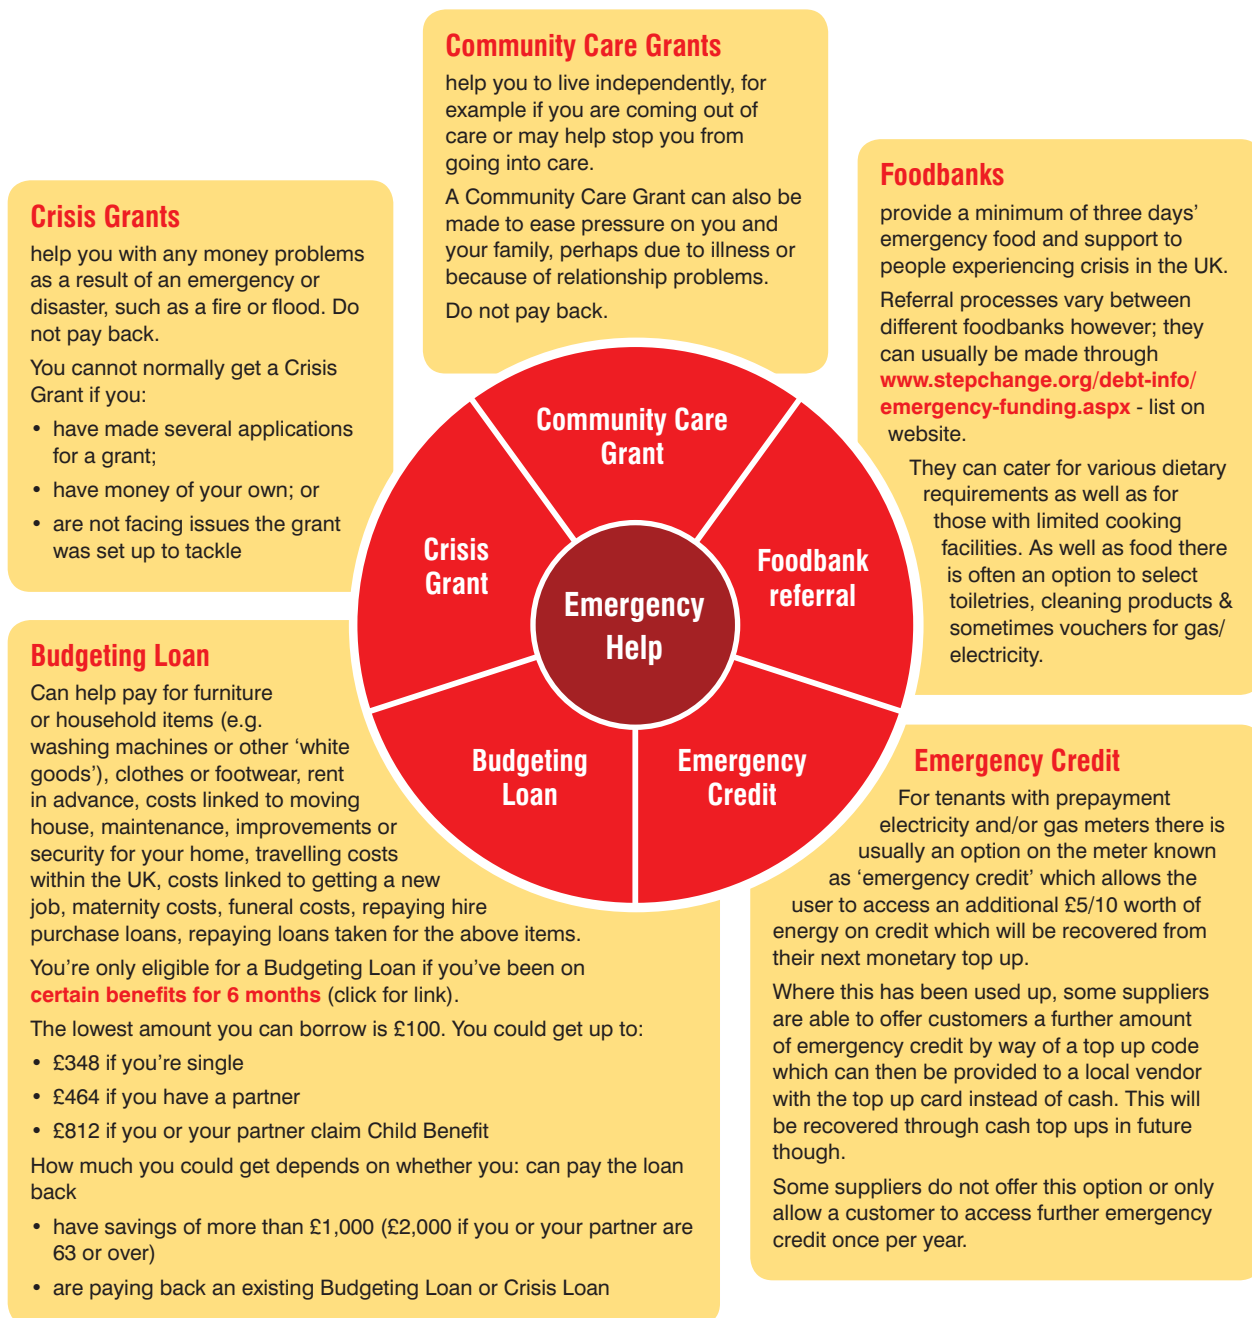 Community Care Grants
help you to live independently, for
example if you are coming out of
care or may help stop you from
going into care.
A Community Care Grant can also be
made to ease pressure on you and
your family, perhaps due to illness or
because of relationship problems.
Do not pay back.
Crisis Grants
help you with any money problems
as a result of an emergency or
disaster, such as a fire or flood. Do
not pay back.
You cannot normally get a Crisis
Grant if you:
• have made several applications
for a grant;
• have money of your own; or
• are not facing issues the grant
was set up to tackle
Foodbanks
provide a minimum of three days’
emergency food and support to
people experiencing crisis in the UK.
Referral processes vary between
different foodbanks however; they
can usually be made through
www.stepchange.org/debt-info/
emergency-funding.aspx - list on
website.
They can cater for various dietary
requirements as well as for
those with limited cooking
facilities. As well as food there
is often an option to select
toiletries, cleaning products &
sometimes vouchers for gas/
electricity.
Community Care
Grant
Crisis
Grant
Foodbank
referral
Emergency
Help
Budgeting
Loan
Emergency
Credit
Budgeting Loan
Can help pay for furniture
or household items (e.g.
washing machines or other ‘white
goods’), clothes or footwear, rent
in advance, costs linked to moving
house, maintenance, improvements or
security for your home, travelling costs
within the UK, costs linked to getting a new
job, maternity costs, funeral costs, repaying hire
purchase loans, repaying loans taken for the above items.
You’re only eligible for a Budgeting Loan if you’ve been on
certain benefits for 6 months (click for link).
The lowest amount you can borrow is £100. You could get up to:
• £348 if you’re single
• £464 if you have a partner
• £812 if you or your partner claim Child Benefit
How much you could get depends on whether you: can pay the loan
back
• have savings of more than £1,000 (£2,000 if you or your partner are
63 or over)
• are paying back an existing Budgeting Loan or Crisis Loan
Emergency Credit
For tenants with prepayment
electricity and/or gas meters there is
usually an option on the meter known
as ‘emergency credit’ which allows the
user to access an additional £5/10 worth of
energy on credit which will be recovered from
their next monetary top up.
Where this has been used up, some suppliers
are able to offer customers a further amount
of emergency credit by way of a top up code
which can then be provided to a local vendor
with the top up card instead of cash. This will
be recovered through cash top ups in future
though.
Some suppliers do not offer this option or only
allow a customer to access further emergency
credit once per year.